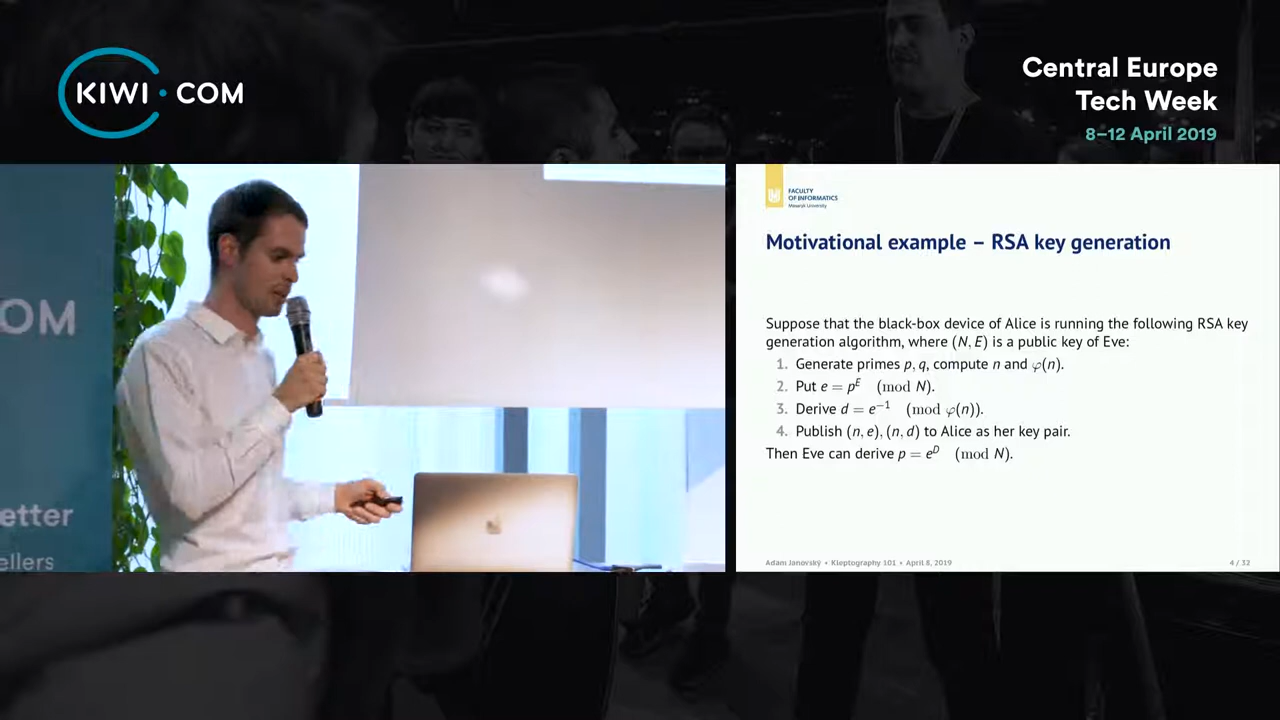 KIWI.COM
Central Europe
Tech Week
8–12 April 2019
OM
etter
ellers
FACULTY
OF INFORMATICS
Masaryk University
Motivational example – RSA key generation
Suppose that the black-box device of Alice is running the following RSA key
generation algorithm, where (N, E) is a public key of Eve:
1. Generate primes p, q, compute n and φ(n).
2. Put e = p^E (mod N).
3. Derive d = e^−1 (mod φ(n)).
4. Publish (n, e), (n, d) to Alice as her key pair.
Then Eve can derive p = e^D (mod N).
Adam Janovský • Kleptography 101 • April 8, 2019 4 / 32